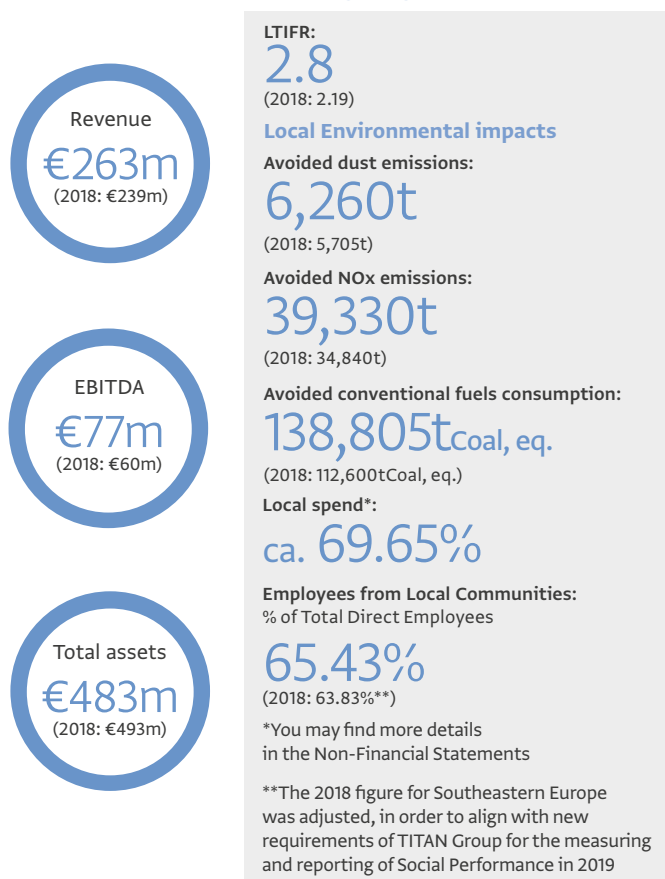 Revenue
€263m
(2018: €239m)
EBITDA
€77m
(2018: €60m)
Total assets
€483m
(2018: €493m)
LTIFR:
2.8
(2018: 2.19)
Local Environmental impacts
Avoided dust emissions:
6,260t
(2018: 5,705t)
Avoided NOx emissions:
39,330t
(2018: 34,840t)
Avoided conventional fuels consumption:
138,805tCoal, eq.
(2018: 112,600tCoal, eq.)
Local spend*:
ca. 69.65%
Employees from Local Communities:
% of Total Direct Employees
65.43%
(2018: 63.83%**)
*You may find more details
in the Non-Financial Statements
**The 2018 figure for Southeastern Europe
was adjusted, in order to align with new
requirements of TITAN Group for the measuring
and reporting of Social Performance in 2019